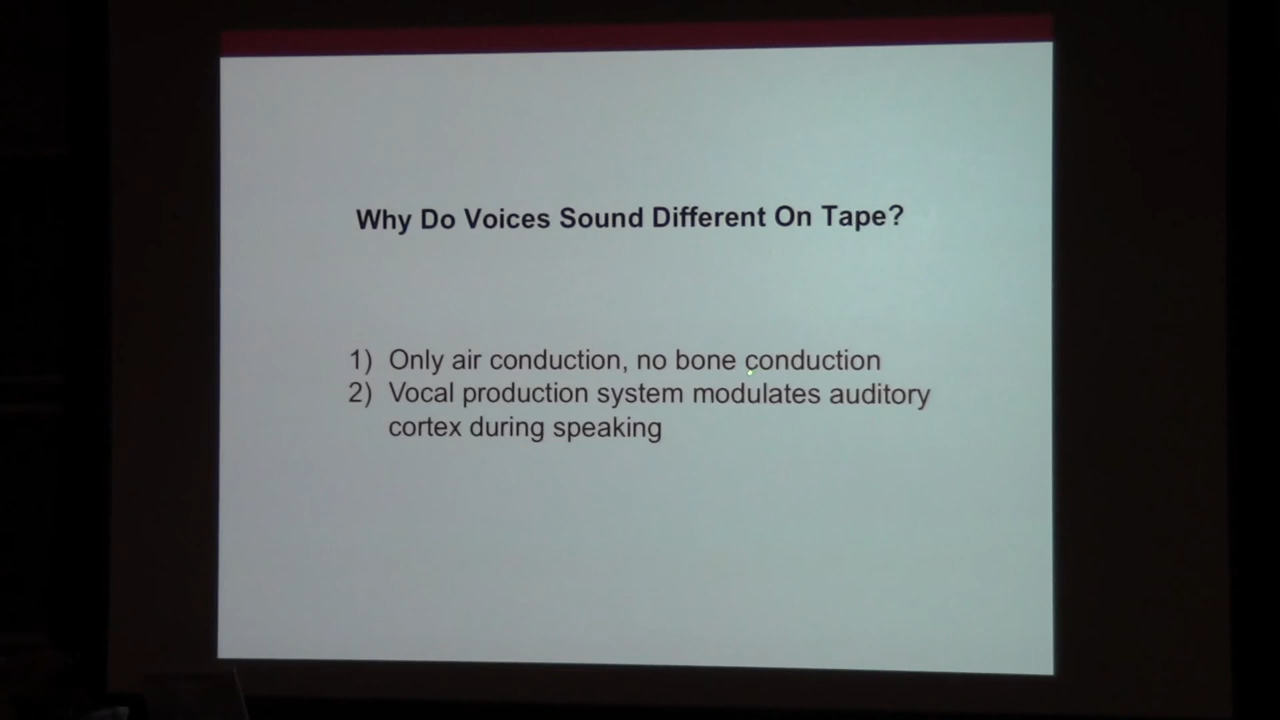 Why Do Voices Sound Different On Tape?
1) Only air conduction, no bone conduction
2) Vocal production system modulates auditory
cortex during speaking